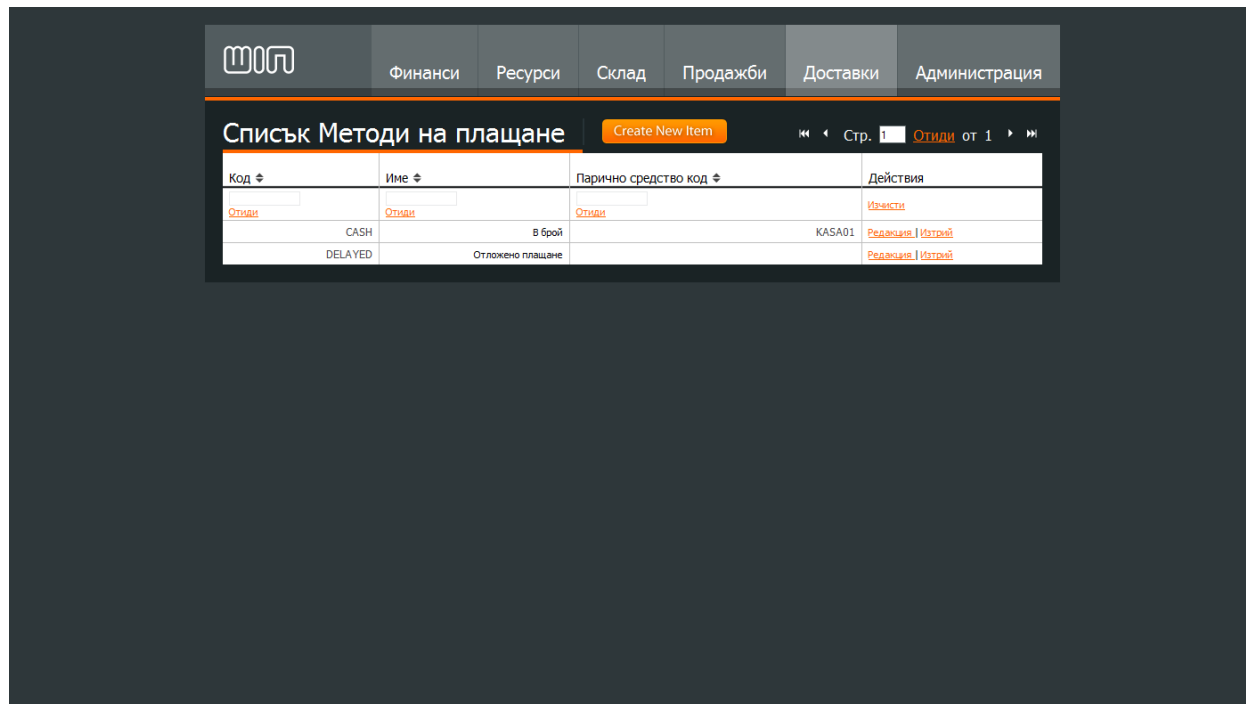 Финанси Ресурси Склад Продажби Доставки Администрация
Списък Методи на плащане Create New Item Стр. 1 Отиди от 1
Код Име Парично средство код Действия
Отиди Отиди Отиди Изчисти
CASH В брой KASA01 Редакция | Изтрий
DELAYED Отложено плащане Редакция | Изтрий